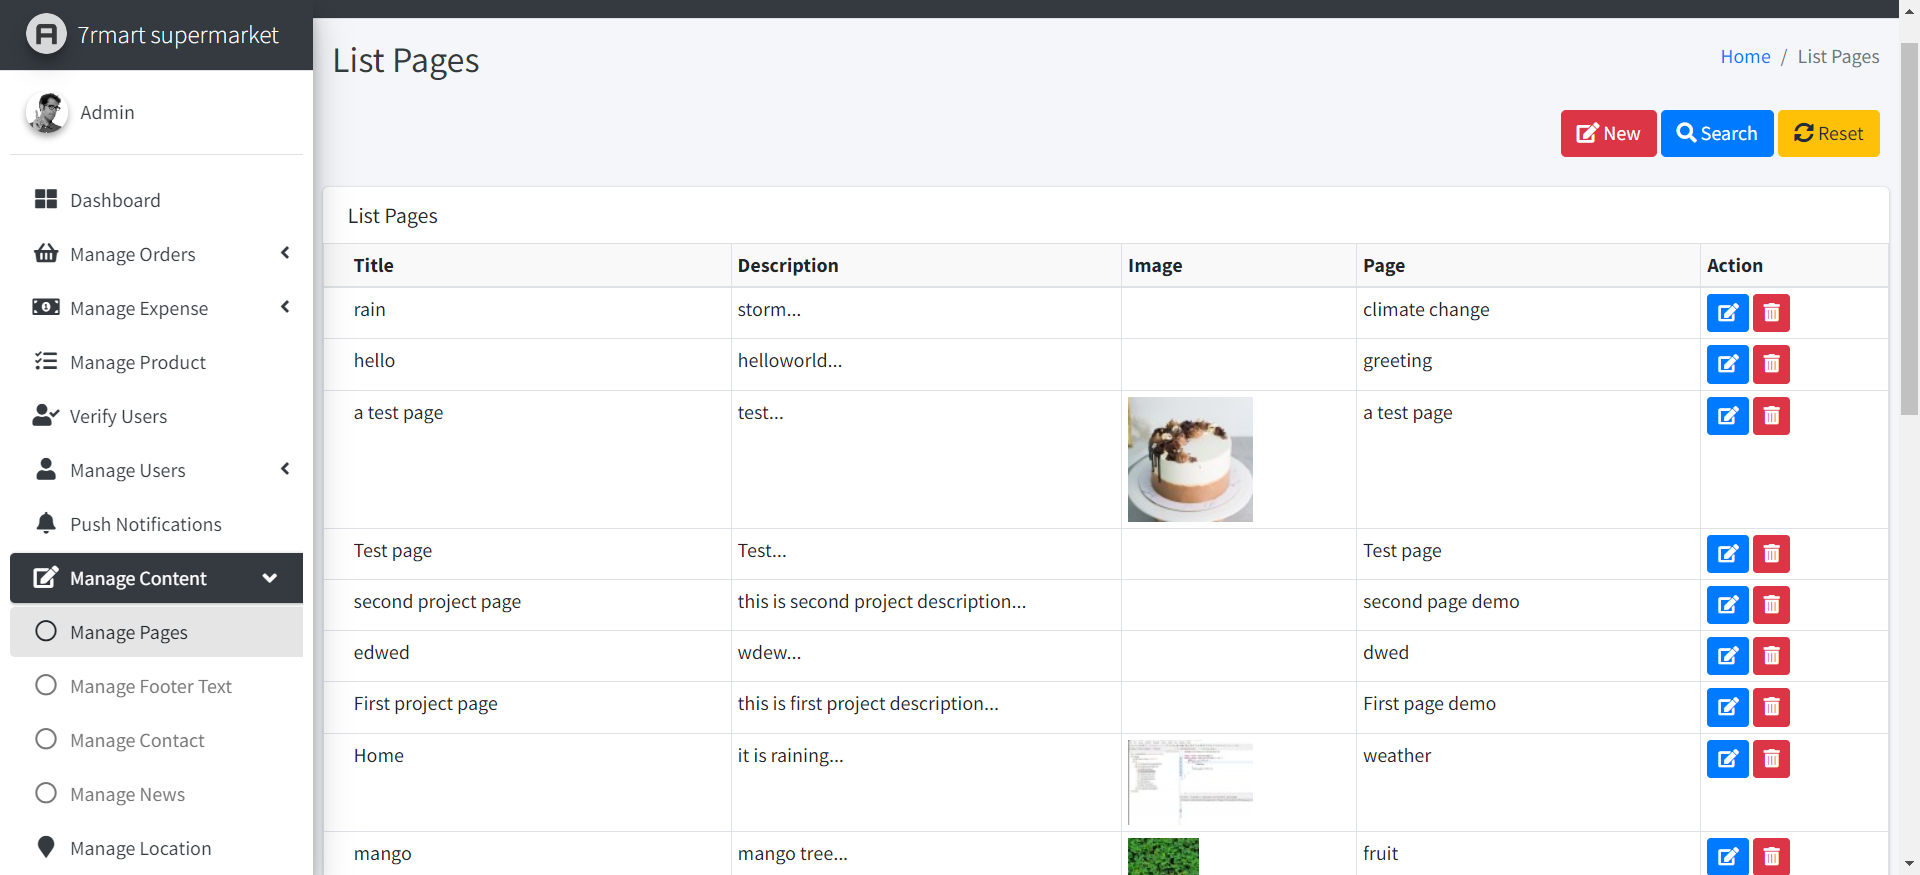 7rmart supermarket
Admin
Dashboard
Manage Orders
Manage Expense
Manage Product
Verify Users
Manage Users
Push Notifications
Manage Content
Manage Pages
Manage Footer Text
Manage Contact
Manage News
Manage Location
List Pages
Home / List Pages
New Search Reset
List Pages
Title Description Image Page Action
rain storm... climate change
hello helloworld... greeting
a test page test... a test page
Test page Test... Test page
second project page this is second project description... second page demo
edwed wdew... dwed
First project page this is first project description... First page demo
Home it is raining... weather
mango mango tree... fruit